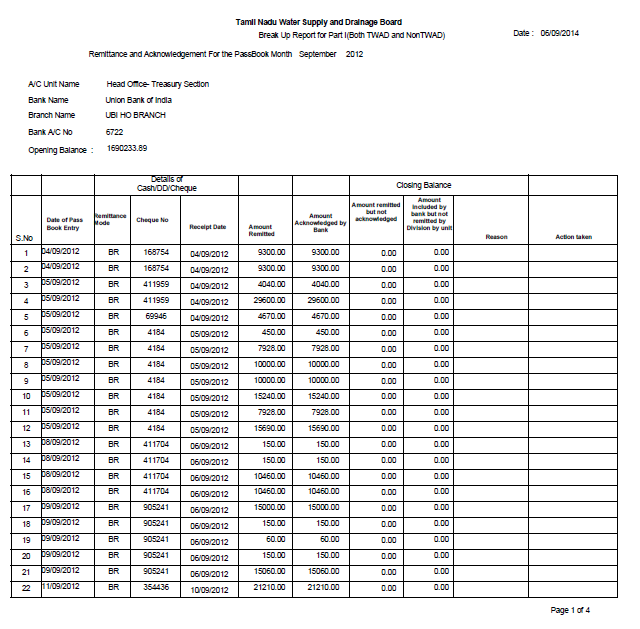 Tamil Nadu Water Supply and Drainage Board
Break Up Report for Part I(Both TWAD and NonTWAD)
Date : 06/09/2014
Remittance and Acknowledgement For the PassBook Month September 2012
A/C Unit Name Head Office- Treasury Section
Bank Name Union Bank of India
Branch Name UBI HO BRANCH
Bank A/C No 6722
Opening Balance : 1690233.89
Details of Cash/DD/Cheque
Closing Balance
S.No Date of Pass Book Entry Remittance Mode Cheque No Receipt Date Amount Remitted Amount Acknowledged by Bank Amount remitted but not acknowledged Amount Included by bank but not remitted by Division by unit Reason Action taken
1 04/09/2012 BR 168754 04/09/2012 9300.00 9300.00 0.00 0.00
2 04/09/2012 BR 168754 04/09/2012 9300.00 9300.00 0.00 0.00
3 05/09/2012 BR 411959 04/09/2012 4040.00 4040.00 0.00 0.00
4 05/09/2012 BR 411959 04/09/2012 29600.00 29600.00 0.00 0.00
5 05/09/2012 BR 69946 04/09/2012 4670.00 4670.00 0.00 0.00
6 05/09/2012 BR 4184 05/09/2012 450.00 450.00 0.00 0.00
7 05/09/2012 BR 4184 05/09/2012 7928.00 7928.00 0.00 0.00
8 05/09/2012 BR 4184 05/09/2012 10000.00 10000.00 0.00 0.00
9 05/09/2012 BR 4184 05/09/2012 10000.00 10000.00 0.00 0.00
10 05/09/2012 BR 4184 05/09/2012 15240.00 15240.00 0.00 0.00
11 05/09/2012 BR 4184 05/09/2012 7928.00 7928.00 0.00 0.00
12 05/09/2012 BR 4184 05/09/2012 15690.00 15690.00 0.00 0.00
13 08/09/2012 BR 411704 06/09/2012 150.00 150.00 0.00 0.00
14 08/09/2012 BR 411704 06/09/2012 150.00 150.00 0.00 0.00
15 08/09/2012 BR 411704 06/09/2012 10460.00 10460.00 0.00 0.00
16 08/09/2012 BR 411704 06/09/2012 10460.00 10460.00 0.00 0.00
17 09/09/2012 BR 905241 06/09/2012 15000.00 15000.00 0.00 0.00
18 09/09/2012 BR 905241 06/09/2012 150.00 150.00 0.00 0.00
19 09/09/2012 BR 905241 06/09/2012 60.00 60.00 0.00 0.00
20 09/09/2012 BR 905241 06/09/2012 150.00 150.00 0.00 0.00
21 09/09/2012 BR 905241 06/09/2012 15060.00 15060.00 0.00 0.00
22 11/09/2012 BR 354436 10/09/2012 21210.00 21210.00 0.00 0.00
Page 1 of 4